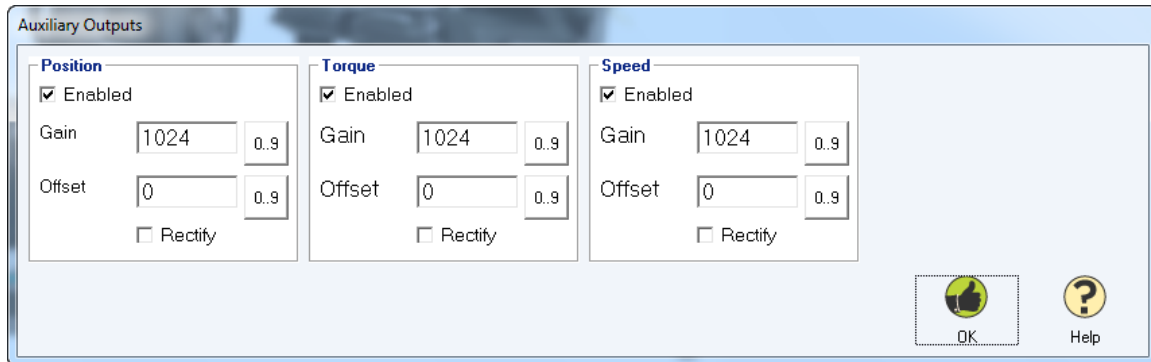 Auxiliary Outputs
Position
Enabled
Gain 1024 0..9
Offset 0 0..9
Rectify
Torque
Enabled
Gain 1024 0..9
Offset 0 0..9
Rectify
Speed
Enabled
Gain 1024 0..9
Offset 0 0..9
Rectify
OK
Help